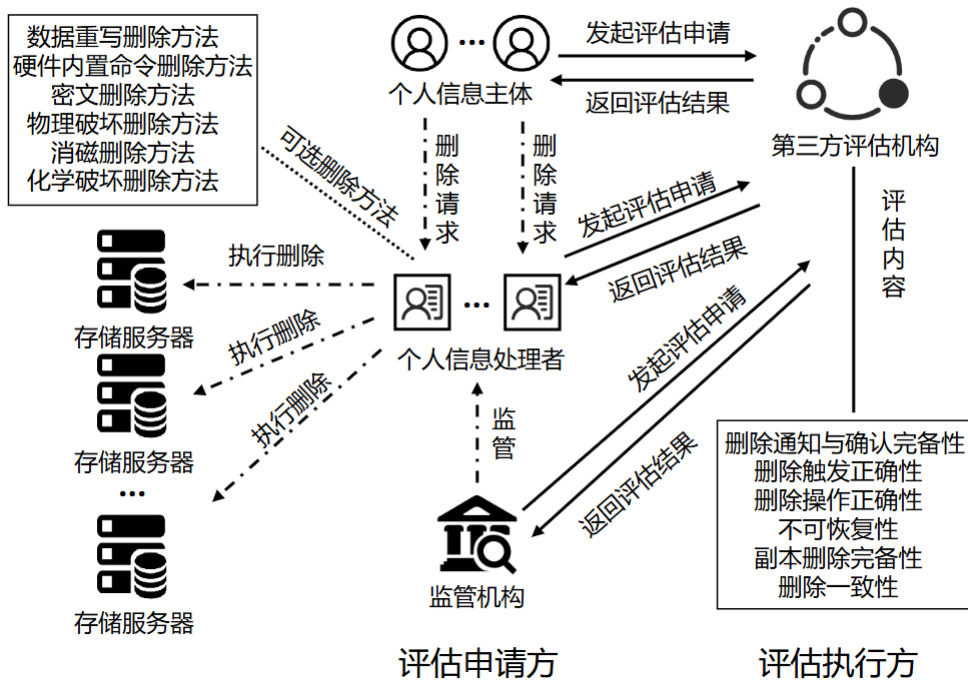 数据重写删除方法
硬件内置命令删除方法
密文删除方法
物理破坏删除方法
消磁删除方法
化学破坏删除方法
...
个人信息主体
发起评估申请
返回评估结果
第三方评估机构
可选删除方法
删除请求
删除请求
发起评估申请
返回评估结果
评估内容
执行删除
存储服务器
执行删除
存储服务器
执行删除
...
存储服务器
...
个人信息处理者
监管
监管机构
发起评估申请
返回评估结果
删除通知与确认完备性
删除触发正确性
删除操作正确性
不可恢复性
副本删除完备性
删除一致性
评估申请方
评估执行方